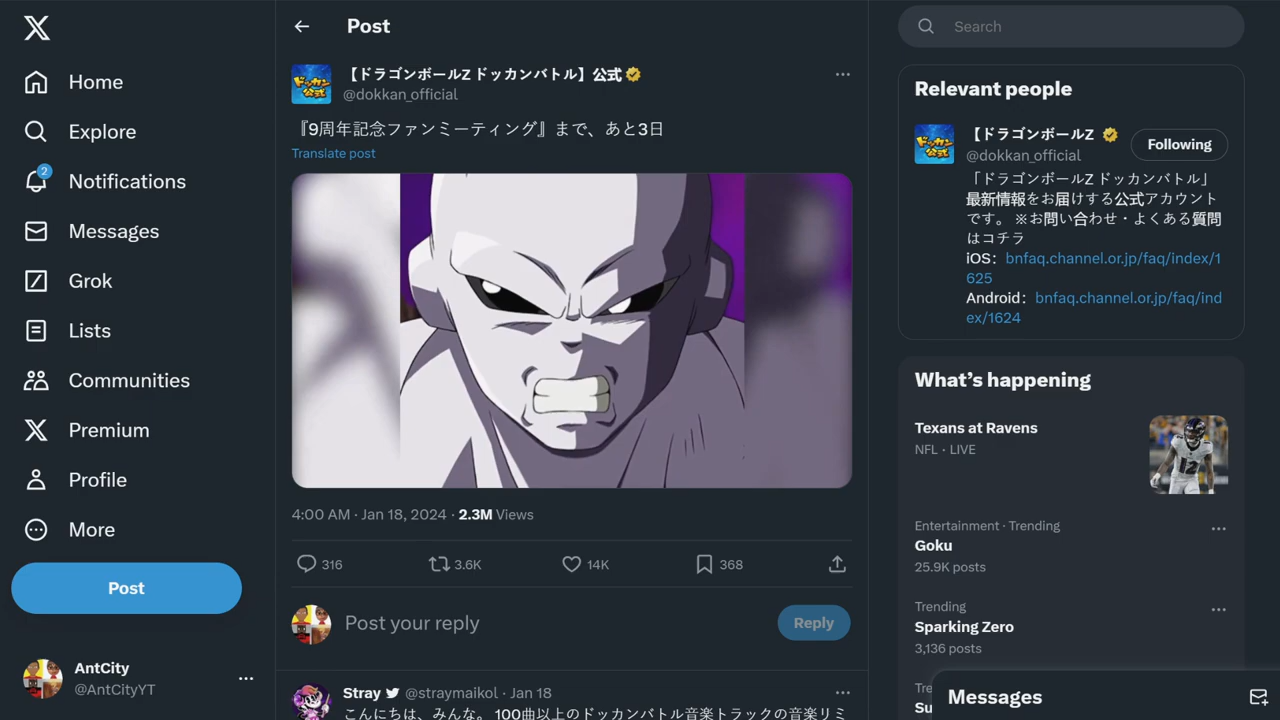 Home
Explore
2
Notifications
Messages
Grok
Lists
Communities
Premium
Profile
More
Post
AntCity
@AntCityYT
Post
【ドラゴンボールZ ドッカンバトル】公式
@dokkan_official
『9周年記念ファンミーティング』まで、あと3日
Translate post
4:00 AM · Jan 18, 2024 · 2.3M Views
316
3.6K
14K
368
Post your reply
Reply
Stray @straymaikol · Jan 18
こんにちは、みんな。 100曲以上のドッカンバトル音楽トラックの音楽リミ
Search
Relevant people
【ドラゴンボールZ
@dokkan_official
Following
「ドラゴンボールZ ドッカンバトル」
最新情報をお届けする公式アカウント
です。 ※お問い合わせ・よくある質問
はコチラ
iOS： bnfaq.channel.or.jp/faq/index/1
625
Android： bnfaq.channel.or.jp/faq/ind
ex/1624
What's happening
Texans at Ravens
NFL · LIVE
Entertainment · Trending
Goku
25.9K posts
Trending
Sparking Zero
3,136 posts
Tre
Su
Messages